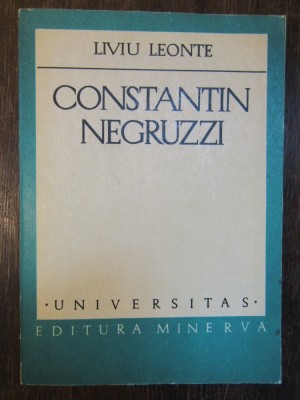 LIVIU LEONTE
CONSTANTIN
NEGRUZZI
· UNIVERSITAS ·
EDITURA MINERVA